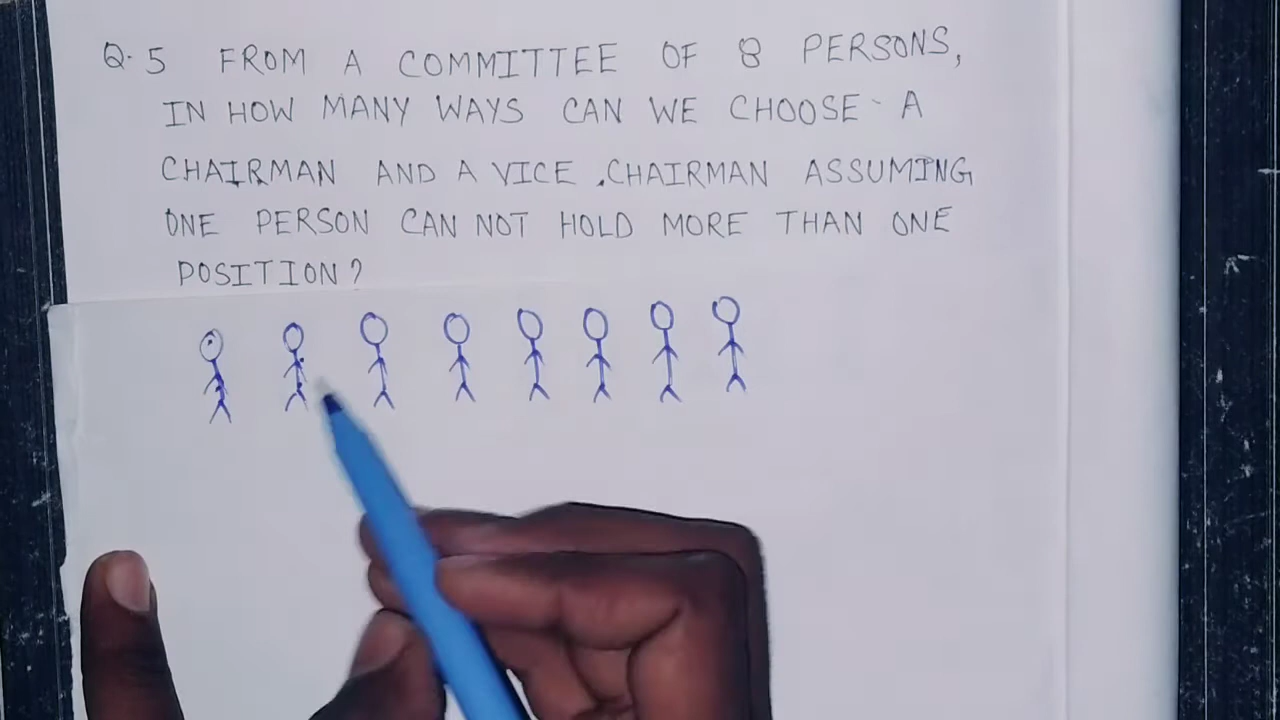 Q.5 FROM A COMMITTEE OF 8 PERSONS,
IN HOW MANY WAYS CAN WE CHOOSE A
CHAIRMAN AND A VICE CHAIRMAN ASSUMING
ONE PERSON CAN NOT HOLD MORE THAN ONE
POSITION?